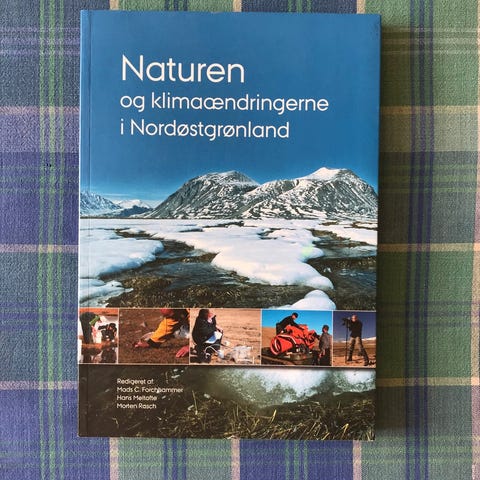 Naturen
og klimaændringerne
i Nordøstgrønland
Redigeret af
Mads C. Forchhammer
Hans Meltofte
Morten Rasch